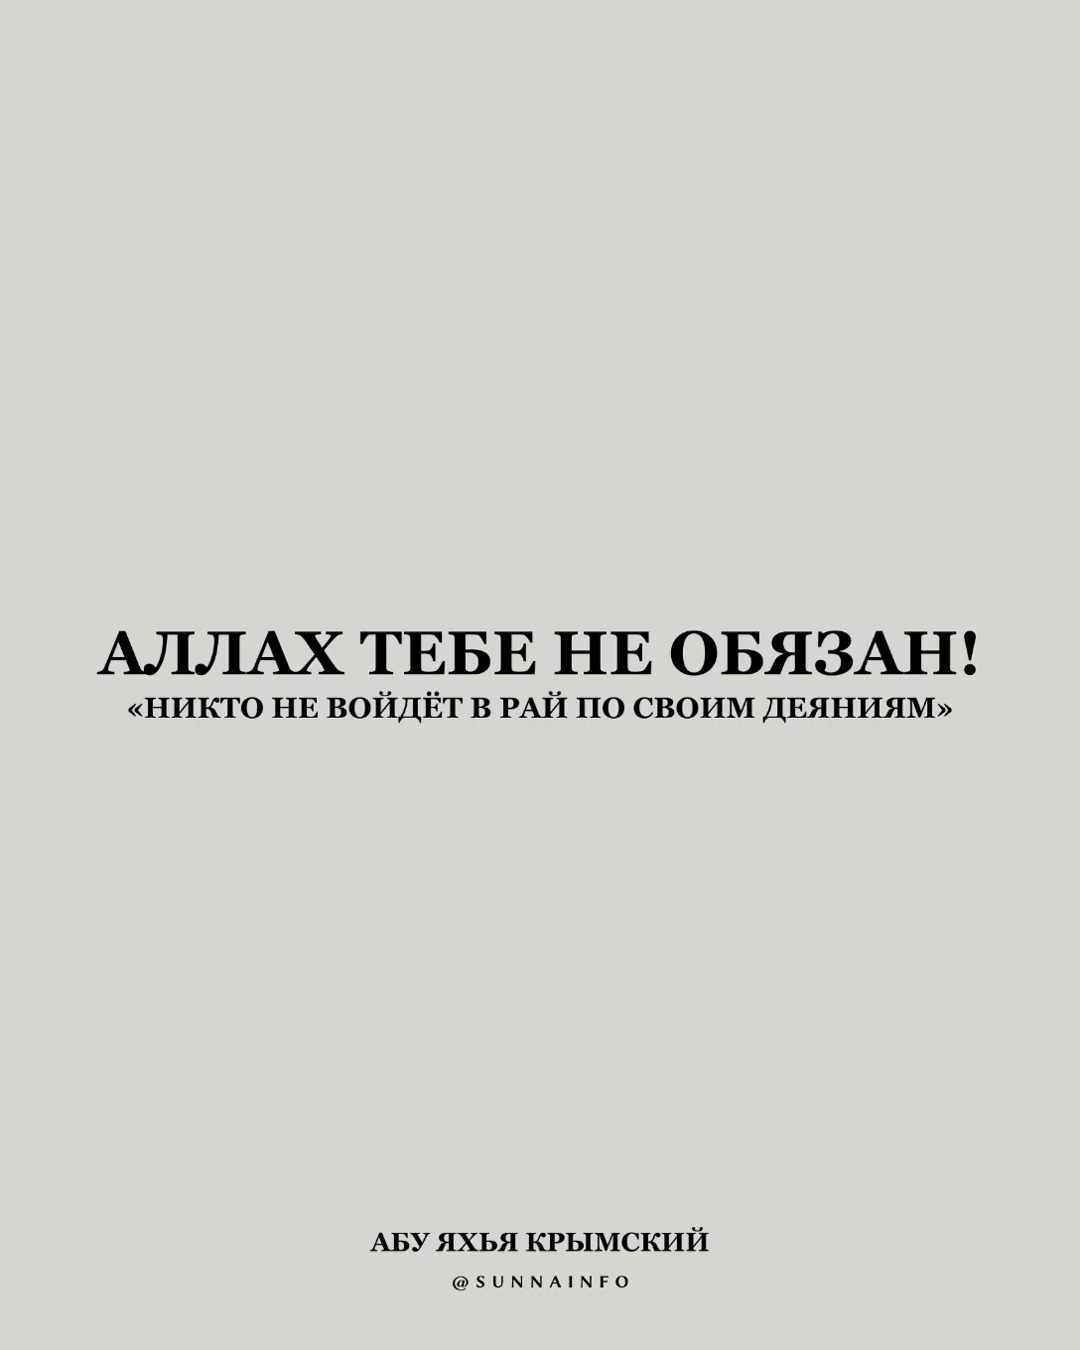 АЛЛАХ ТЕБЕ НЕ ОБЯЗАН!
«НИКТО НЕ ВОЙДЁТ В РАЙ ПО СВОИМ ДЕЯНИЯМ»
АБУ ЯХЬЯ КРЫМСКИЙ
@SUNNAINFO